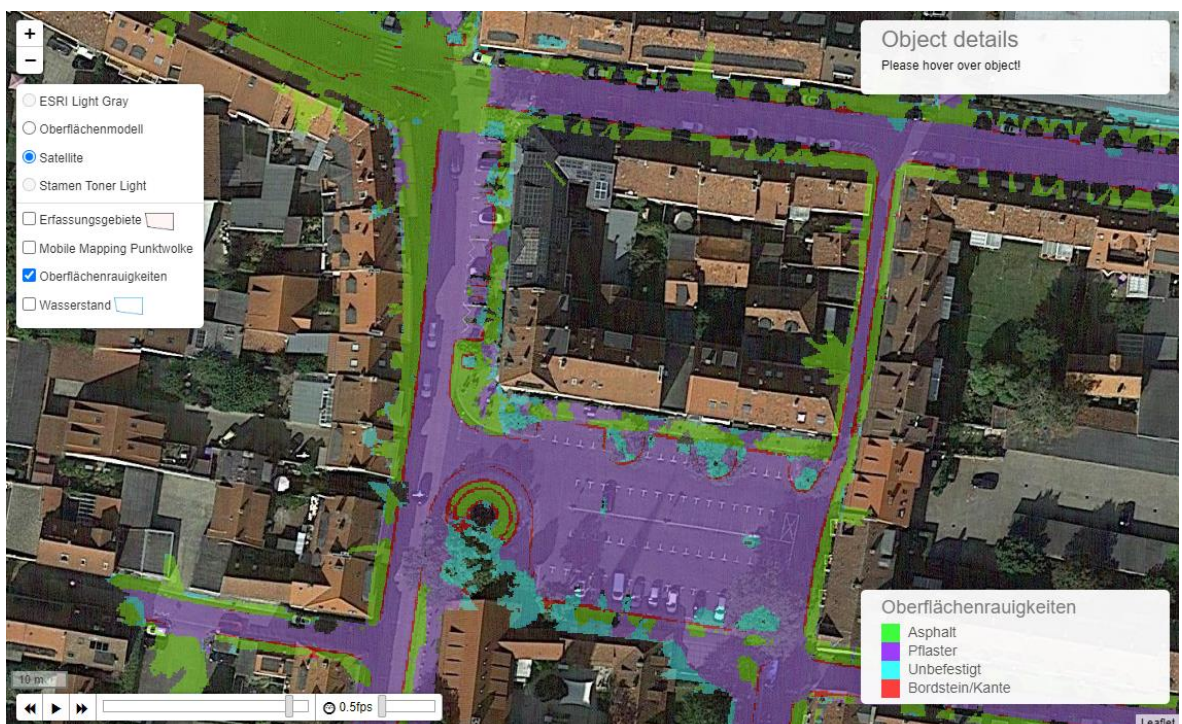 +
−
ESRI Light Gray
Oberflächenmodell
Satellite
Stamen Toner Light
Erfassungsgebiete
Mobile Mapping Punktwolke
Oberflächenrauigkeiten
Wasserstand
Object details
Please hover over object!
Oberflächenrauigkeiten
Asphalt
Pflaster
Unbefestigt
Bordstein/Kante
10 m
0.5fps
Leaflet